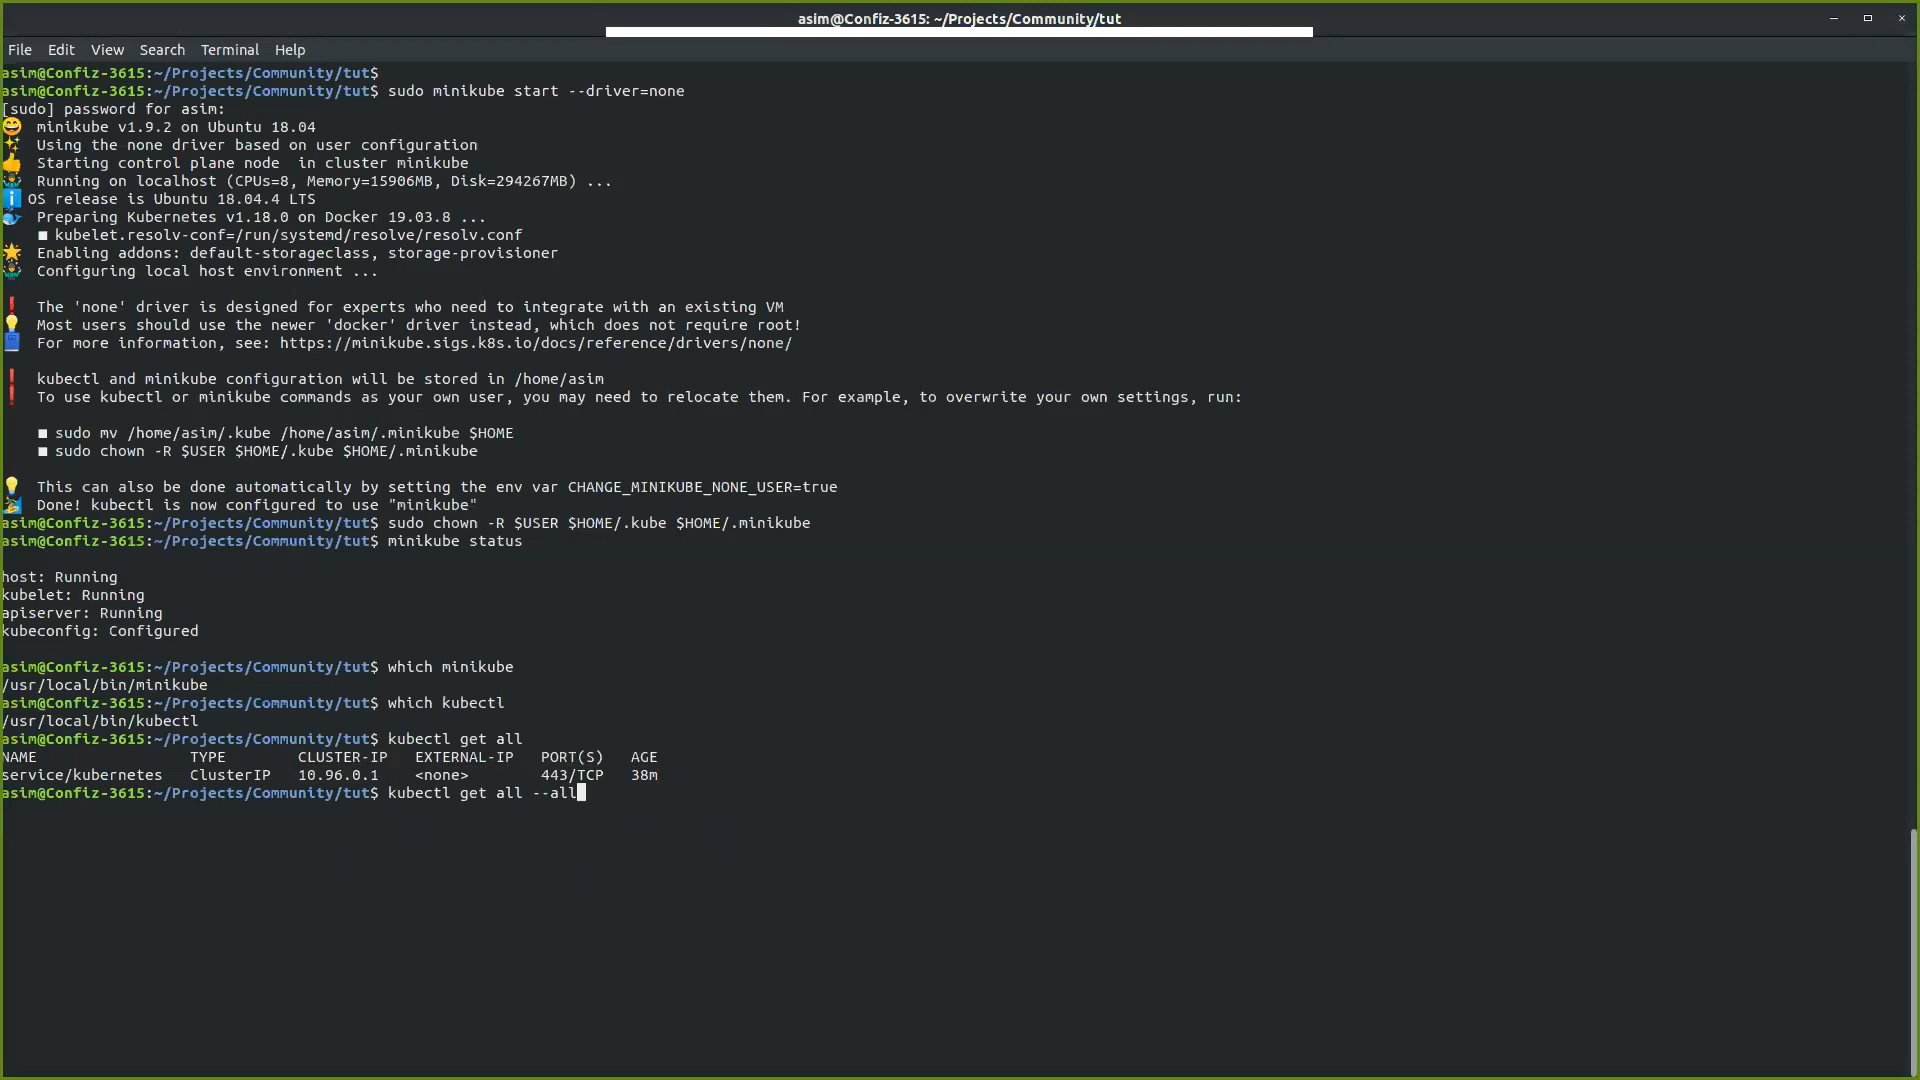 asim@Confiz-3615: ~/Projects/Community/tut
File Edit View Search Terminal Help
asim@Confiz-3615:~/Projects/Community/tut$
asim@Confiz-3615:~/Projects/Community/tut$ sudo minikube start --driver=none
[sudo] password for asim:
😄  minikube v1.9.2 on Ubuntu 18.04
✨  Using the none driver based on user configuration
👍  Starting control plane node  in cluster minikube
🤹  Running on localhost (CPUs=8, Memory=15906MB, Disk=294267MB) ...
ℹ️ OS release is Ubuntu 18.04.4 LTS
🐳  Preparing Kubernetes v1.18.0 on Docker 19.03.8 ...
■ kubelet.resolv-conf=/run/systemd/resolve/resolv.conf
🌟  Enabling addons: default-storageclass, storage-provisioner
🤹  Configuring local host environment ...
❗  The 'none' driver is designed for experts who need to integrate with an existing VM
💡  Most users should use the newer 'docker' driver instead, which does not require root!
📘  For more information, see: https://minikube.sigs.k8s.io/docs/reference/drivers/none/
❗  kubectl and minikube configuration will be stored in /home/asim
❗  To use kubectl or minikube commands as your own user, you may need to relocate them. For example, to overwrite your own settings, run:
■ sudo mv /home/asim/.kube /home/asim/.minikube $HOME
■ sudo chown -R $USER $HOME/.kube $HOME/.minikube
💡  This can also be done automatically by setting the env var CHANGE_MINIKUBE_NONE_USER=true
🏄  Done! kubectl is now configured to use "minikube"
asim@Confiz-3615:~/Projects/Community/tut$ sudo chown -R $USER $HOME/.kube $HOME/.minikube
asim@Confiz-3615:~/Projects/Community/tut$ minikube status
host: Running
kubelet: Running
apiserver: Running
kubeconfig: Configured
asim@Confiz-3615:~/Projects/Community/tut$ which minikube
/usr/local/bin/minikube
asim@Confiz-3615:~/Projects/Community/tut$ which kubectl
/usr/local/bin/kubectl
asim@Confiz-3615:~/Projects/Community/tut$ kubectl get all
NAME TYPE CLUSTER-IP EXTERNAL-IP PORT(S) AGE
service/kubernetes ClusterIP 10.96.0.1 <none> 443/TCP 38m
asim@Confiz-3615:~/Projects/Community/tut$ kubectl get all --all